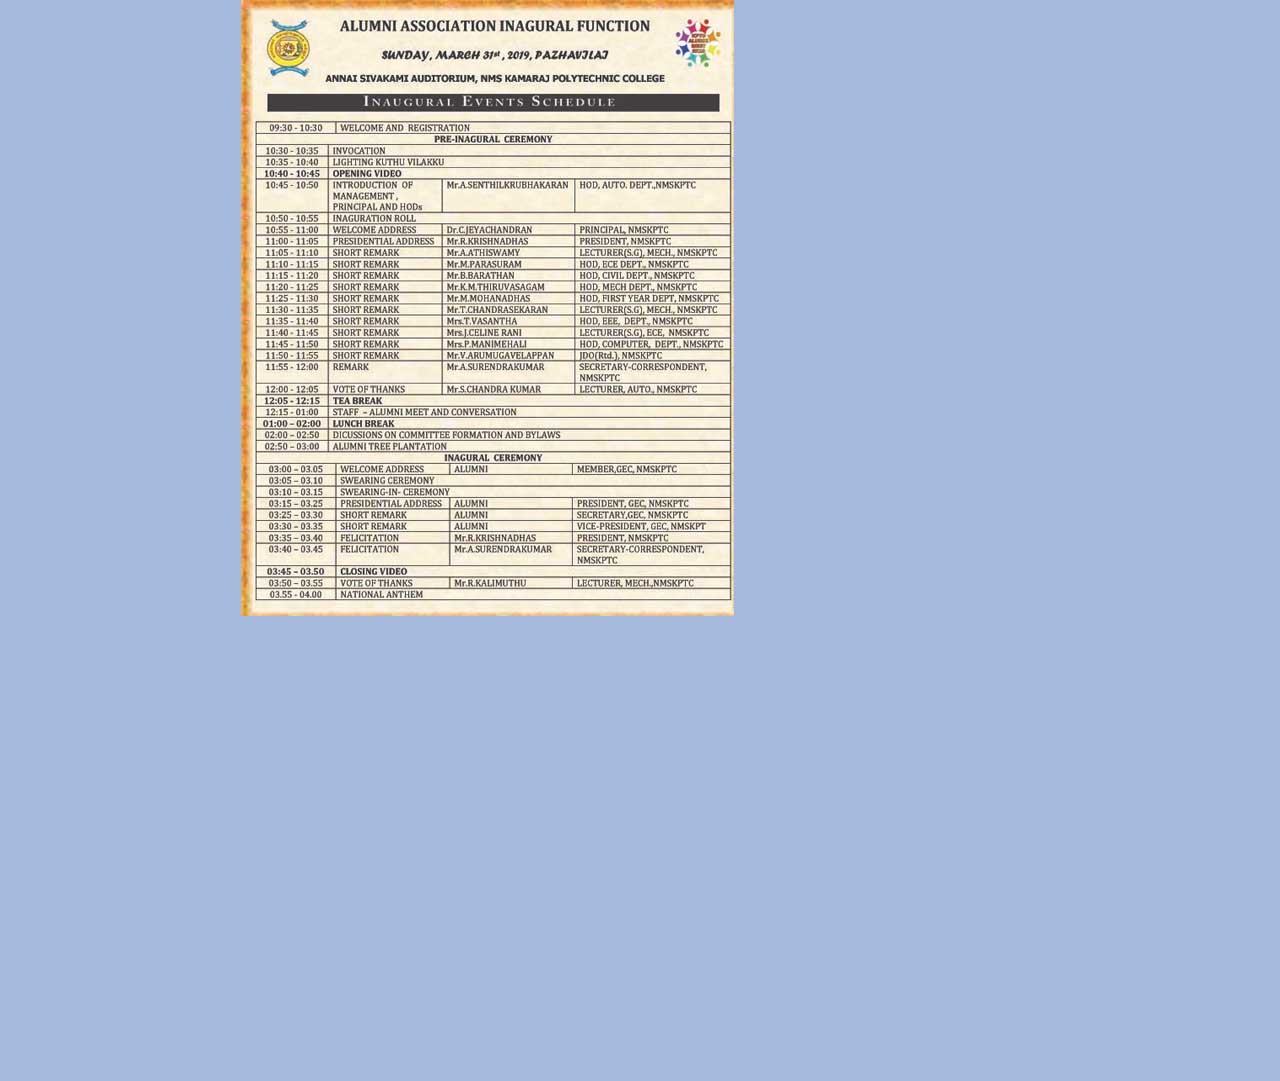 ALUMNI ASSOCIATION INAGURAL FUNCTION
SUNDAY, MARCH 31st , 2019, PAZHAVILAI
ANNAI SIVAKAMI AUDITORIUM, NMS KAMARAJ POLYTECHNIC COLLEGE
INAUGURAL EVENTS SCHEDULE
09:30 - 10:30 WELCOME AND REGISTRATION
PRE-INAGURAL CEREMONY
10:30 - 10:35 INVOCATION
10:35 - 10:40 LIGHTING KUTHU VILAKKU
10:40 - 10:45 OPENING VIDEO
10:45 - 10:50 INTRODUCTION OF Mr.A.SENTHILKRUBHAKARAN HOD, AUTO. DEPT.,NMSKPTC
MANAGEMENT ,
PRINCIPAL AND HODs
10:50 - 10:55 INAGURATION ROLL
10:55 - 11:00 WELCOME ADDRESS Dr.C.JEYACHANDRAN PRINCIPAL, NMSKPTC
11:00 - 11:05 PRESIDENTIAL ADDRESS Mr.R.KRISHNADHAS PRESIDENT, NMSKPTC
11:05 - 11:10 SHORT REMARK Mr.A.ATHISWAMY LECTURER(S.G), MECH., NMSKPTC
11:10 - 11:15 SHORT REMARK Mr.M.PARASURAM HOD, ECE DEPT., NMSKPTC
11:15 - 11:20 SHORT REMARK Mr.B.BARATHAN HOD, CIVIL DEPT., NMSKPTC
11:20 - 11:25 SHORT REMARK Mr.K.M.THIRUVASAGAM HOD, MECH DEPT., NMSKPTC
11:25 - 11:30 SHORT REMARK Mr.M.MOHANADHAS HOD, FIRST YEAR DEPT, NMSKPTC
11:30 - 11:35 SHORT REMARK Mr.T.CHANDRASEKARAN LECTURER(S.G), MECH., NMSKPTC
11:35 - 11:40 SHORT REMARK Mrs.T.VASANTHA HOD, EEE, DEPT., NMSKPTC
11:40 - 11:45 SHORT REMARK Mrs.J.CELINE RANI LECTURER(S.G), ECE, NMSKPTC
11:45 - 11:50 SHORT REMARK Mrs.P.MANIMEHALI HOD, COMPUTER, DEPT., NMSKPTC
11:50 - 11:55 SHORT REMARK Mr.V.ARUMUGAVELAPPAN JDO(Rtd.), NMSKPTC
11:55 - 12:00 REMARK Mr.A.SURENDRAKUMAR SECRETARY-CORRESPONDENT,
NMSKPTC
12:00 - 12:05 VOTE OF THANKS Mr.S.CHANDRA KUMAR LECTURER, AUTO., NMSKPTC
12:05 - 12:15 TEA BREAK
12:15 - 01:00 STAFF – ALUMNI MEET AND CONVERSATION
01:00 – 02:00 LUNCH BREAK
02:00 – 02:50 DICUSSIONS ON COMMITTEE FORMATION AND BYLAWS
02:50 – 03:00 ALUMNI TREE PLANTATION
INAGURAL CEREMONY
03:00 – 03.05 WELCOME ADDRESS ALUMNI MEMBER,GEC, NMSKPTC
03:05 – 03.10 SWEARING CEREMONY
03:10 – 03.15 SWEARING-IN- CEREMONY
03:15 – 03.25 PRESIDENTIAL ADDRESS ALUMNI PRESIDENT, GEC, NMSKPTC
03:25 – 03.30 SHORT REMARK ALUMNI SECRETARY,GEC, NMSKPTC
03:30 – 03.35 SHORT REMARK ALUMNI VICE-PRESIDENT, GEC, NMSKPT
03:35 – 03.40 FELICITATION Mr.R.KRISHNADHAS PRESIDENT, NMSKPTC
03:40 – 03.45 FELICITATION Mr.A.SURENDRAKUMAR SECRETARY-CORRESPONDENT,
NMSKPTC
03:45 – 03.50 CLOSING VIDEO
03:50 – 03.55 VOTE OF THANKS Mr.R.KALIMUTHU LECTURER, MECH.,NMSKPTC
03.55 - 04.00 NATIONAL ANTHEM